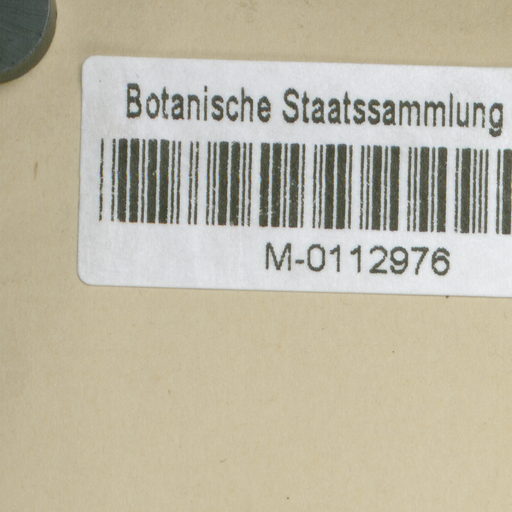 Botanische Staatssammlung
M-0112976